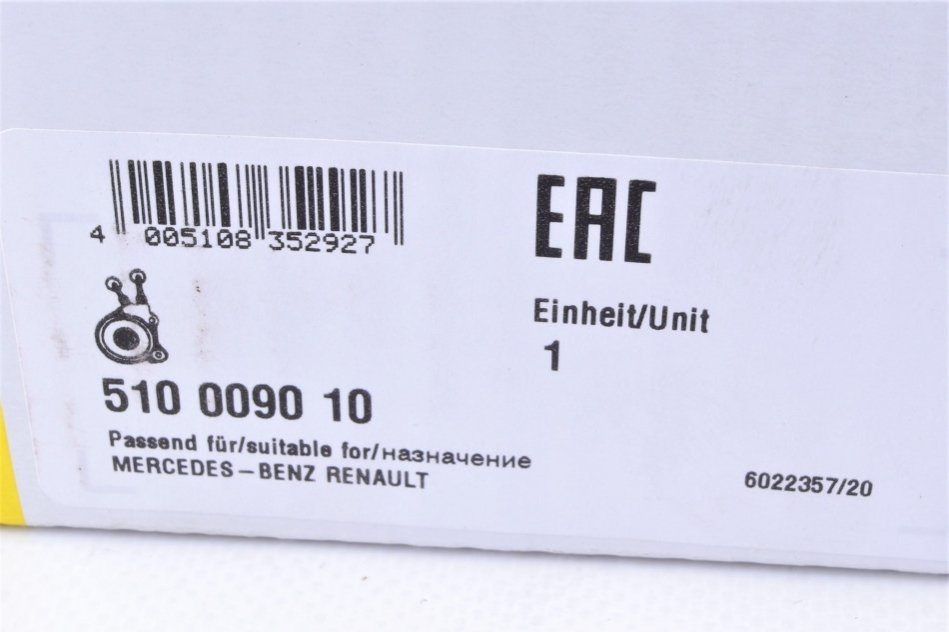 4 005108 352927
EAC
Einheit/Unit
1
510 0090 10
Passend für/suitable for/назначение
MERCEDES-BENZ RENAULT
6022357/20